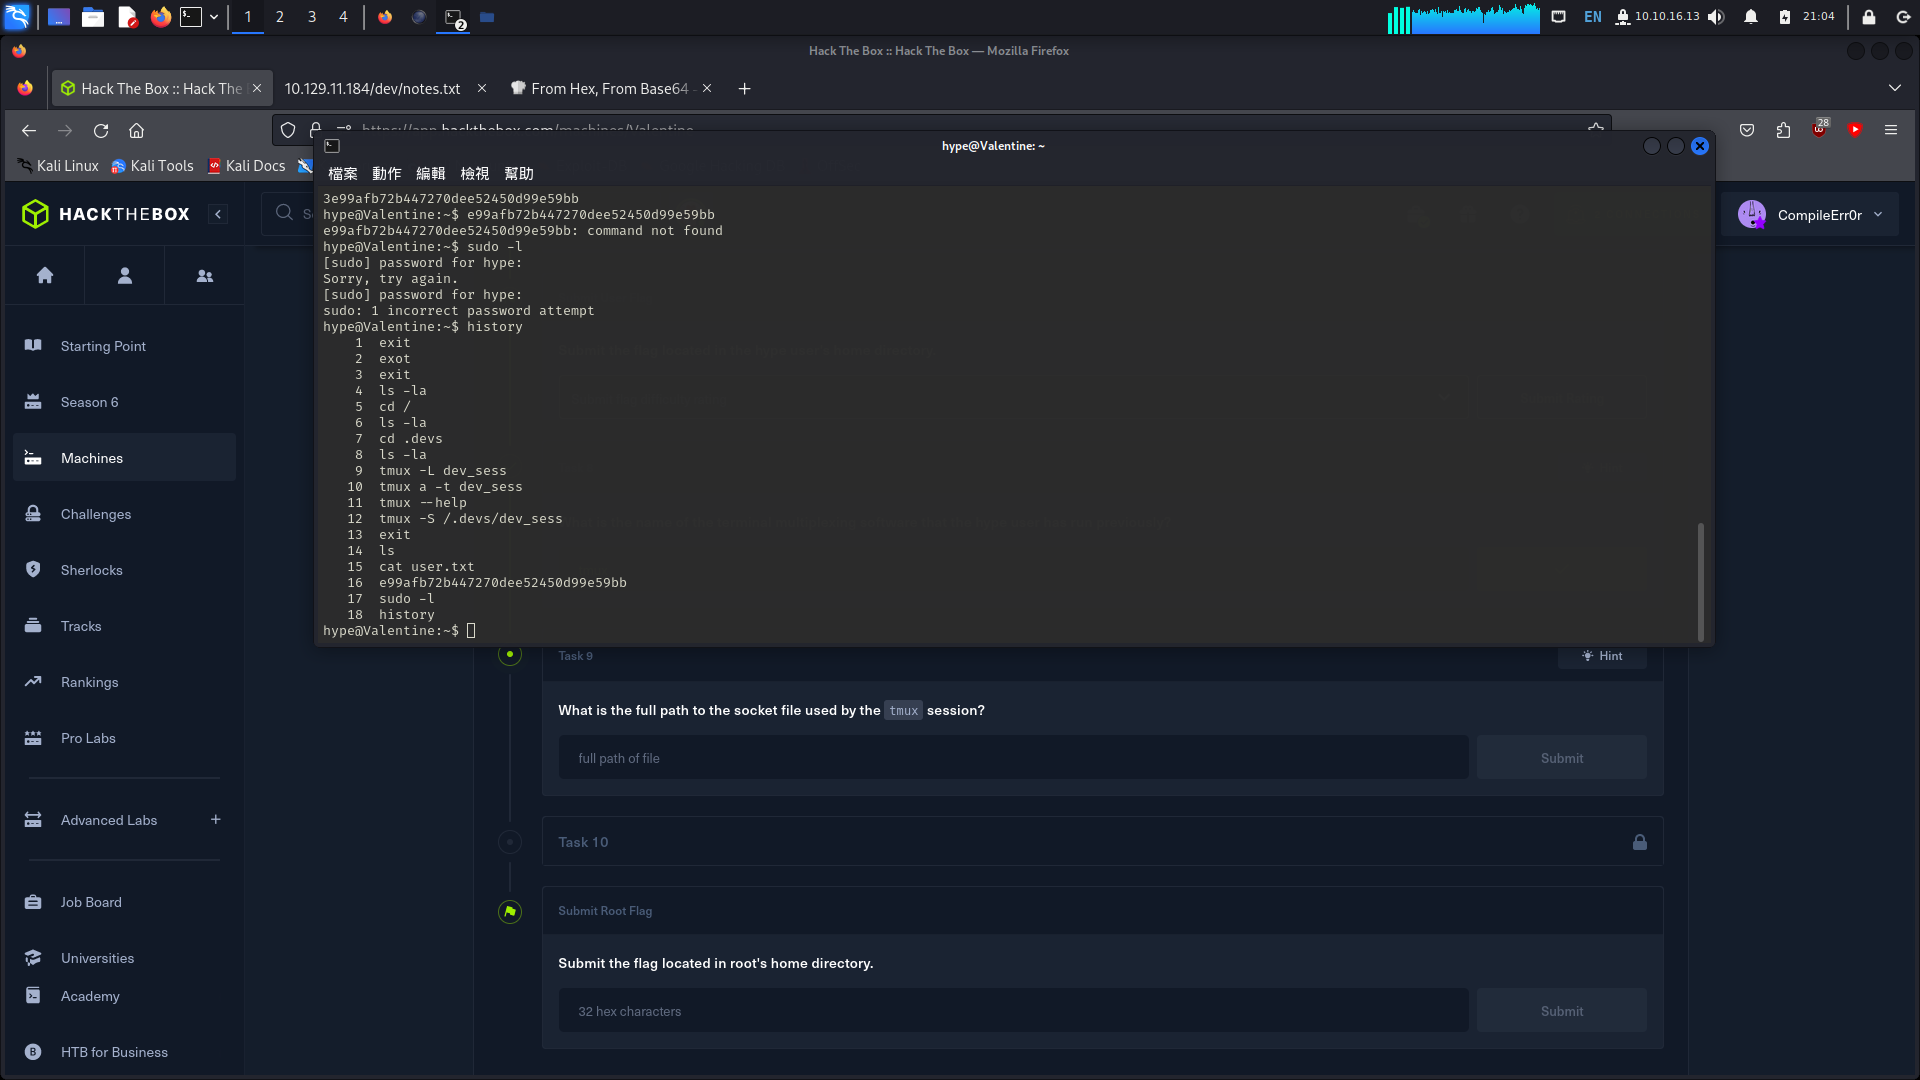 1
2
3
4
2
EN
10.10.16.13
21:04
Hack The Box :: Hack The Box — Mozilla Firefox
Hack The Box :: Hack The
10.129.11.184/dev/notes.txt
From Hex, From Base64 -
https://app.hackthebox.com/machines/Valentine
28
Kali Linux
Kali Tools
Kali Docs
hype@Valentine: ~
檔案 動作 編輯 檢視 幫助
3e99afb72b447270dee52450d99e59bb
hype@Valentine:~$ e99afb72b447270dee52450d99e59bb
e99afb72b447270dee52450d99e59bb: command not found
hype@Valentine:~$ sudo -l
[sudo] password for hype:
Sorry, try again.
[sudo] password for hype:
sudo: 1 incorrect password attempt
hype@Valentine:~$ history
1 exit
2 exot
3 exit
4 ls -la
5 cd /
6 ls -la
7 cd .devs
8 ls -la
9 tmux -L dev_sess
10 tmux a -t dev_sess
11 tmux --help
12 tmux -S /.devs/dev_sess
13 exit
14 ls
15 cat user.txt
16 e99afb72b447270dee52450d99e59bb
17 sudo -l
18 history
hype@Valentine:~$
HACKTHEBOX
CompileErr0r
Starting Point
Season 6
Machines
Challenges
Sherlocks
Tracks
Rankings
Pro Labs
Advanced Labs
+
Job Board
Universities
Academy
HTB for Business
Task 9
Hint
What is the full path to the socket file used by the tmux session?
full path of file
Submit
Task 10
Submit Root Flag
Submit the flag located in root's home directory.
32 hex characters
Submit